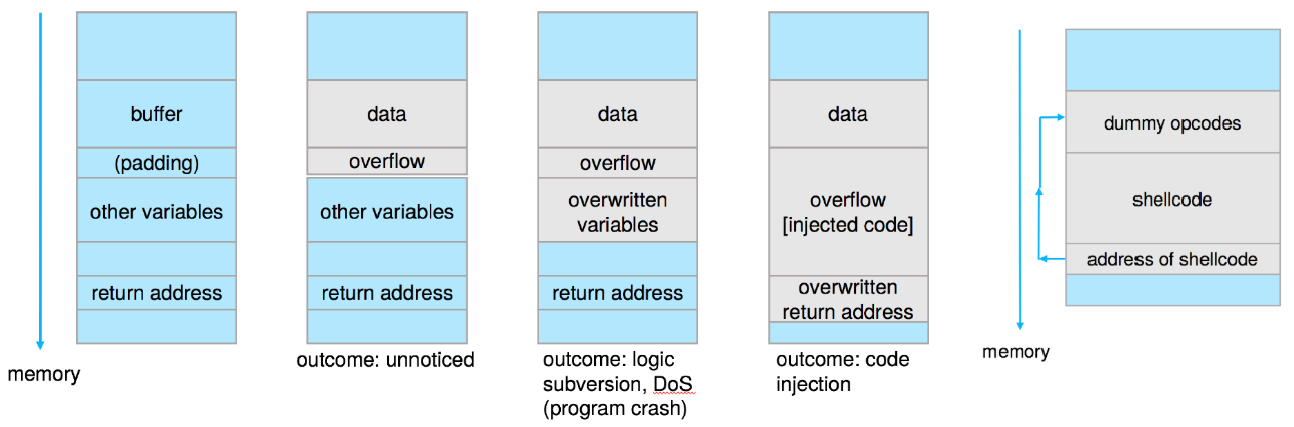 memory
buffer
(padding)
other variables
return address
data
overflow
other variables
return address
outcome: unnoticed
data
overflow
overwritten
variables
return address
outcome: logic
subversion, DoS
(program crash)
data
overflow
[injected code]
overwritten
return address
outcome: code
injection
memory
dummy opcodes
shellcode
address of shellcode